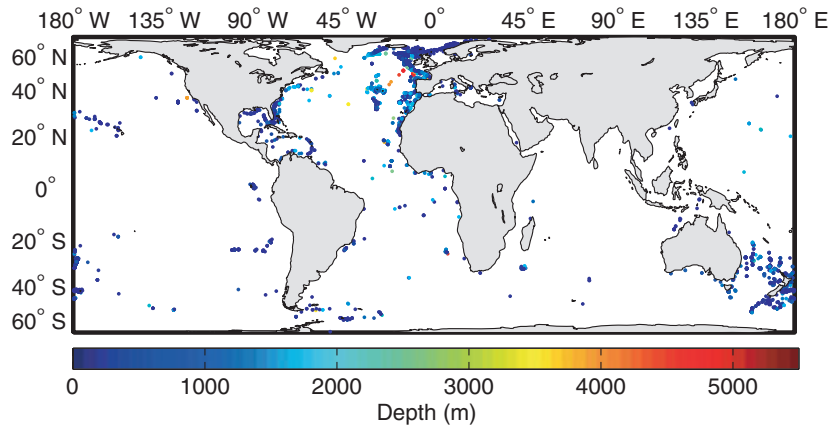 180° W 135° W 90° W 45° W 0° 45° E 90° E 135° E 180° E
60° N
40° N
20° N
0°
20° S
40° S
60° S
0 1000 2000 3000 4000 5000
Depth (m)